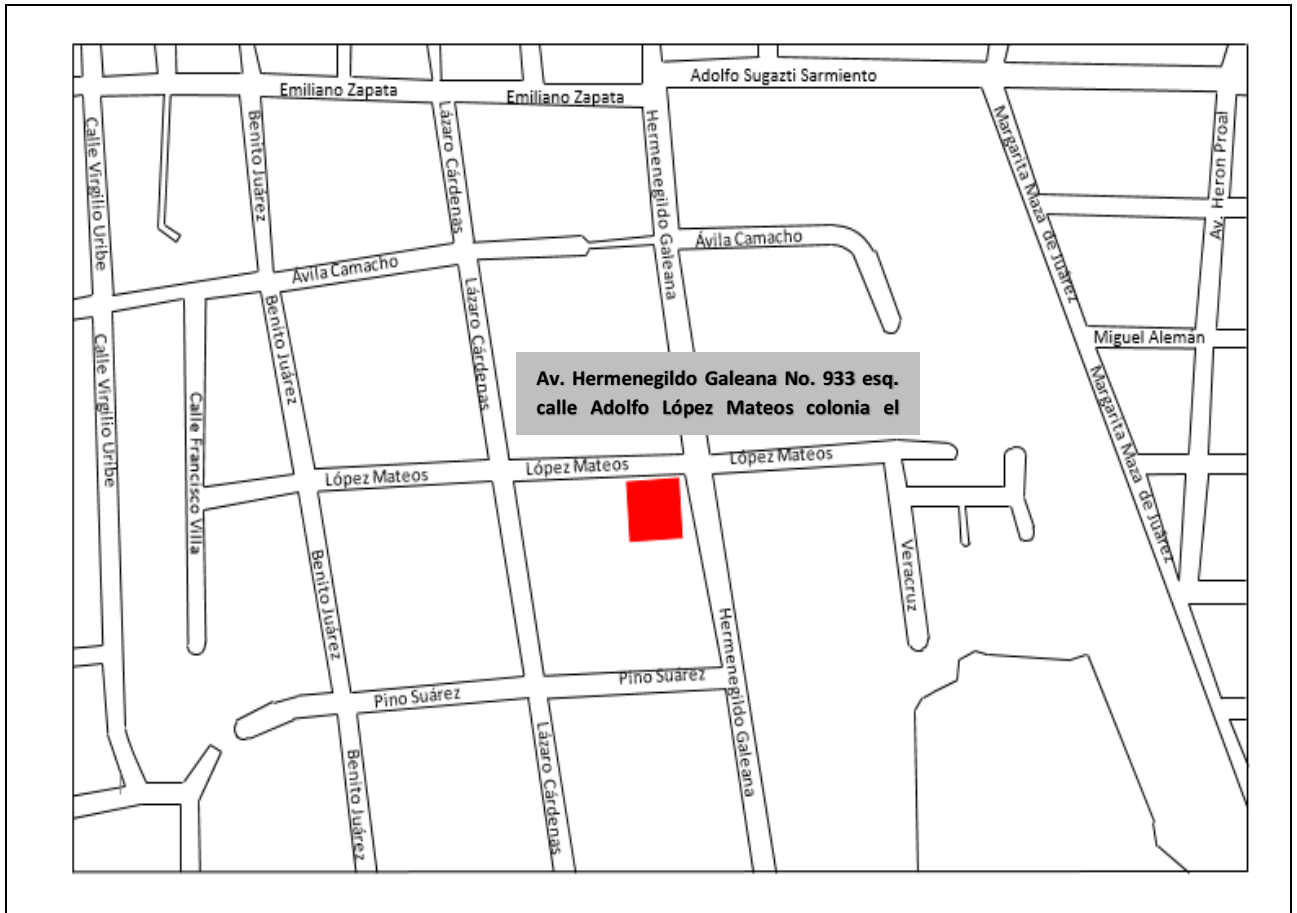 Adolfo Sugazti Sarmiento
Emiliano Zapata
Emiliano Zapata
Calle Virgilio Uribe
Benito Juárez
Lázaro Cárdenas
Hermenegildo Galeana
Margarita Maza de Juárez
Av. Heron Proal
Ávila Camacho
Ávila Camacho
Benito Juárez
Lázaro Cárdenas
Calle Virgilio Uribe
Miguel Alemán
Av. Hermenegildo Galeana No. 933 esq.
calle Adolfo López Mateos colonia el
Margarita Maza de Juárez
Calle Francisco Villa
López Mateos
López Mateos
López Mateos
Benito Juárez
Veracruz
Hermenegildo Galeana
Pino Suárez
Pino Suárez
Benito Juárez
Lázaro Cárdenas